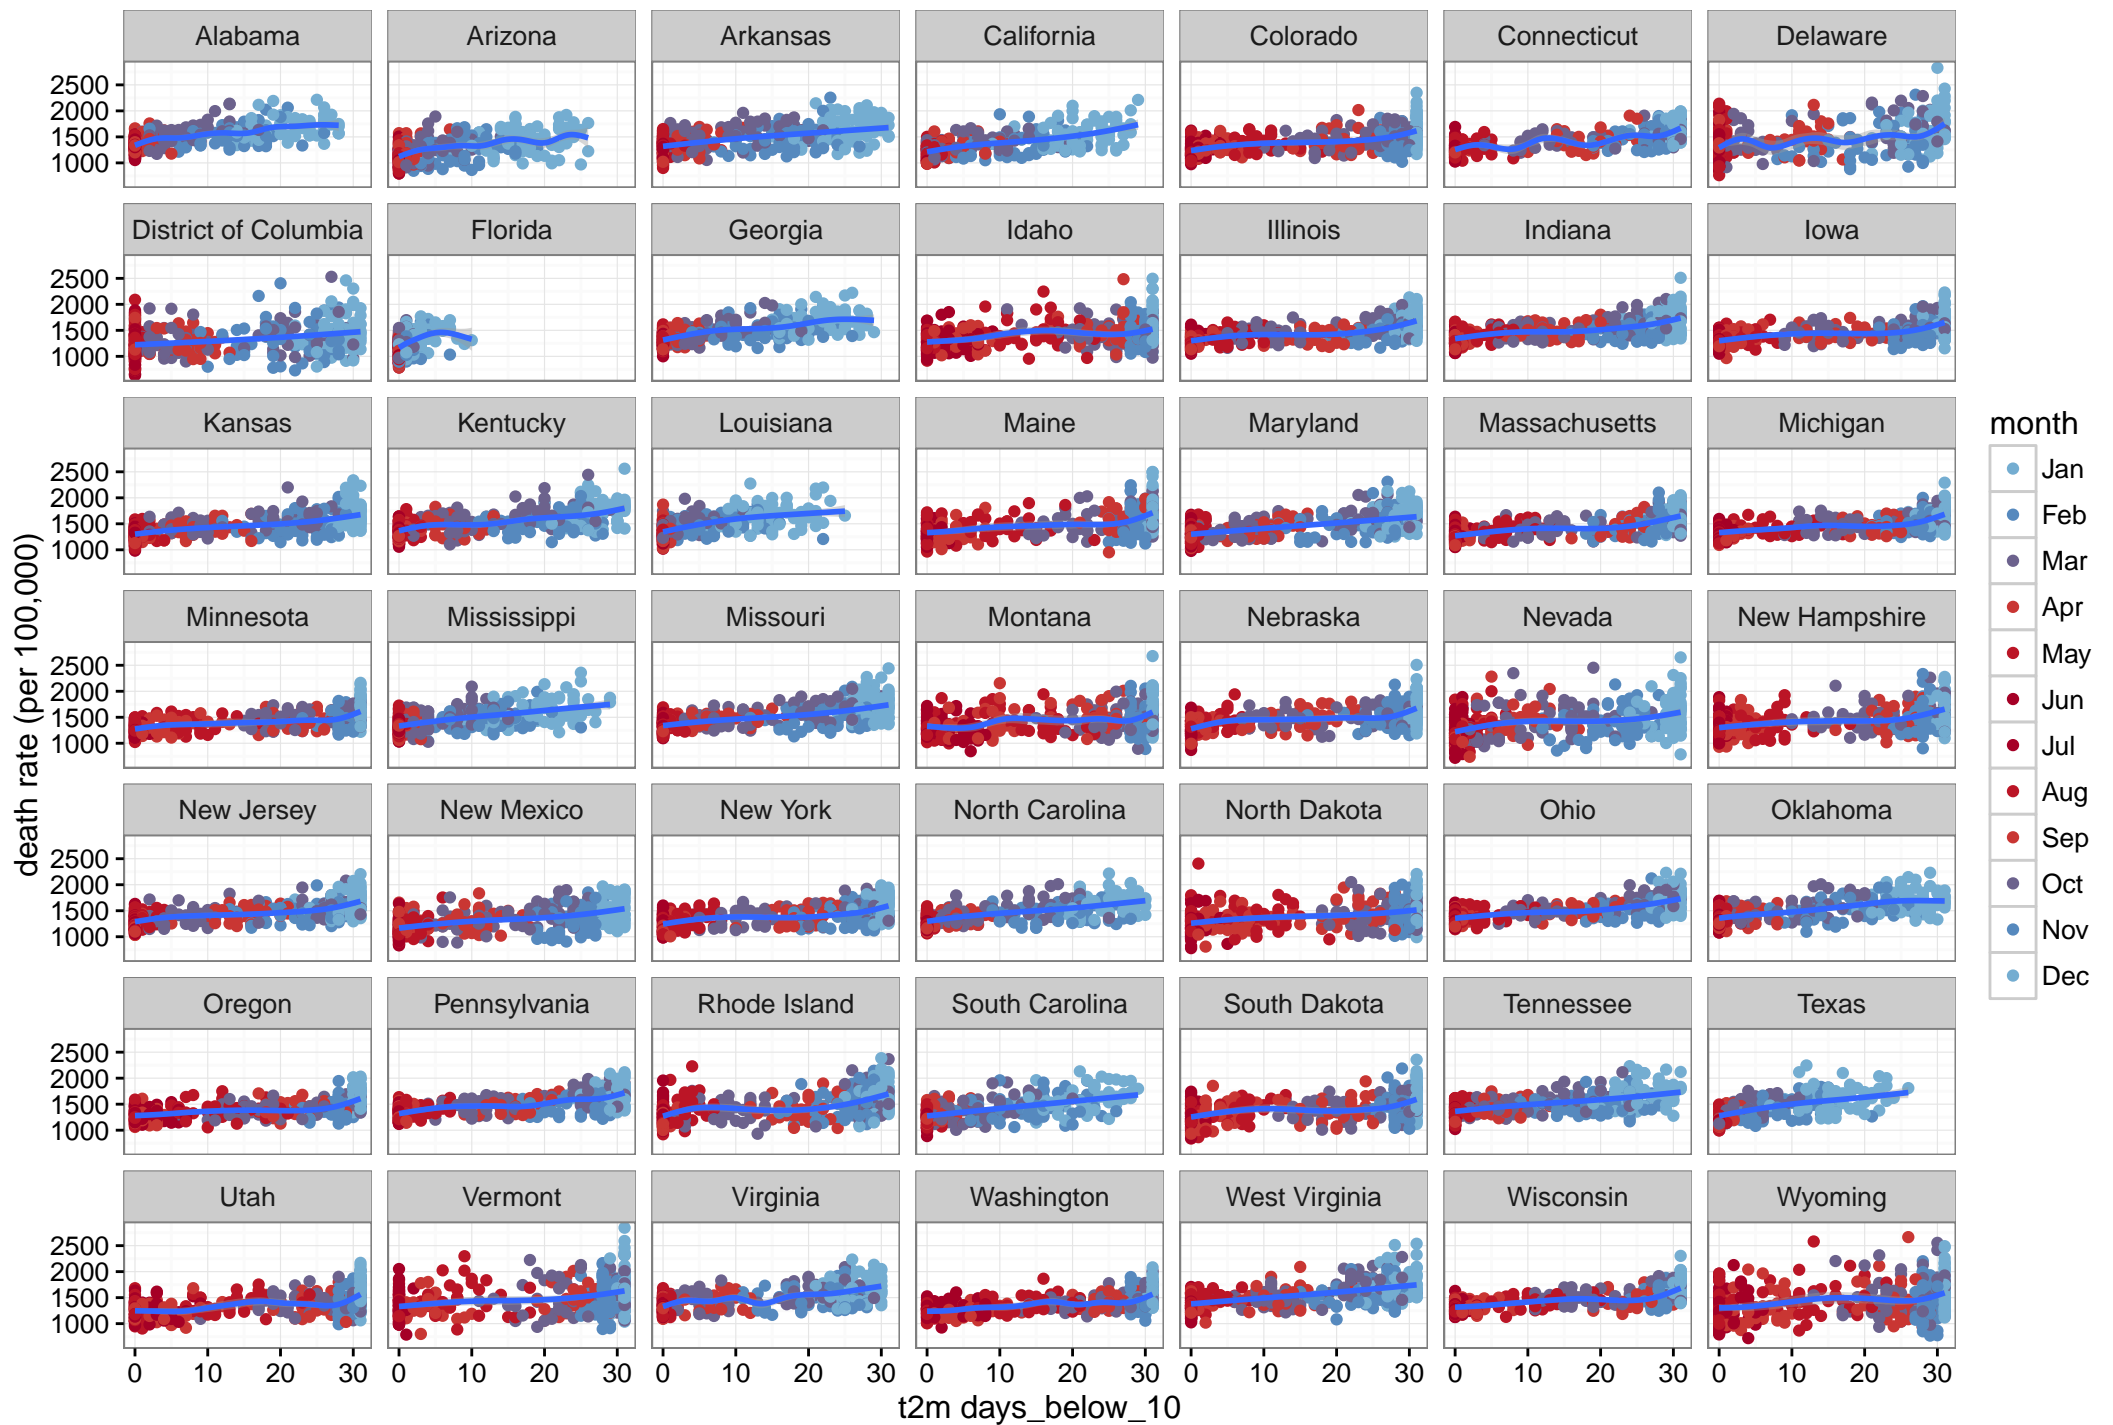 Alabama Arizona Arkansas California Colorado Connecticut Delaware
2500
2000
1500
1000
District of Columbia Florida Georgia Idaho Illinois Indiana Iowa
2500
2000
1500
1000
Kansas Kentucky Louisiana Maine Maryland Massachusetts Michigan
2500
2000
1500
1000
Minnesota Mississippi Missouri Montana Nebraska Nevada New Hampshire
2500
2000
1500
1000
New Jersey New Mexico New York North Carolina North Dakota Ohio Oklahoma
2500
2000
1500
1000
Oregon Pennsylvania Rhode Island South Carolina South Dakota Tennessee Texas
2500
2000
1500
1000
Utah Vermont Virginia Washington West Virginia Wisconsin Wyoming
2500
2000
1500
1000
0 10 20 30 0 10 20 30 0 10 20 30 0 10 20 30 0 10 20 30 0 10 20 30 0 10 20 30
t2m days_below_10
death rate (per 100,000)
month
Jan
Feb
Mar
Apr
May
Jun
Jul
Aug
Sep
Oct
Nov
Dec